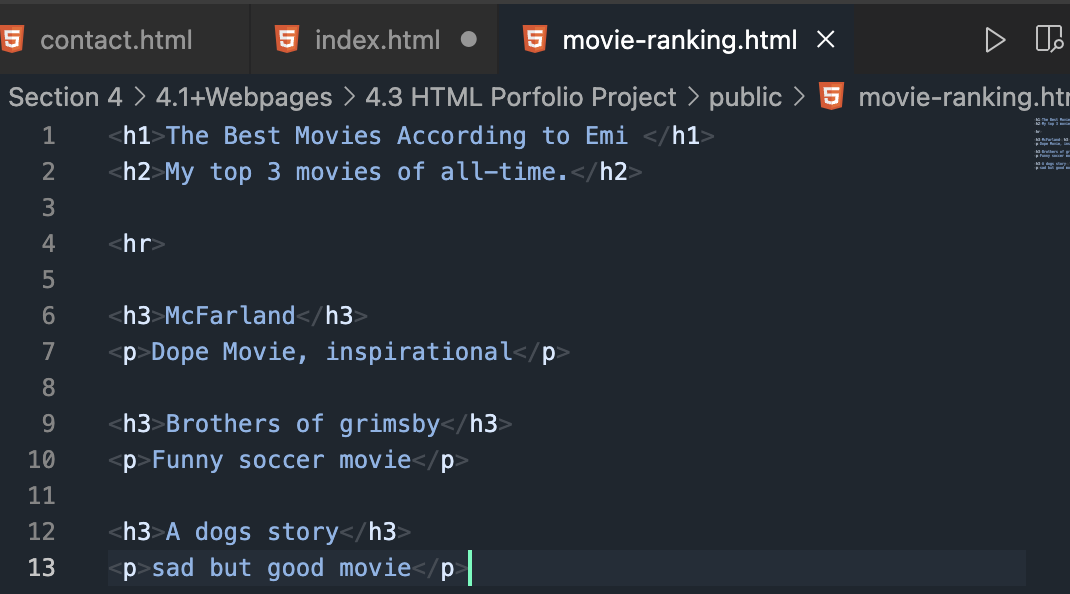 contact.html index.html ● movie-ranking.html ×
Section 4 > 4.1+Webpages > 4.3 HTML Porfolio Project > public > 5 movie-ranking.htm
1 <h1>The Best Movies According to Emi </h1>
2 <h2>My top 3 movies of all-time.</h2>
3
4 <hr>
5
6 <h3>McFarland</h3>
7 <p>Dope Movie, inspirational</p>
8
9 <h3>Brothers of grimsby</h3>
10 <p>Funny soccer movie</p>
11
12 <h3>A dogs story</h3>
13 <p>sad but good movie</p>